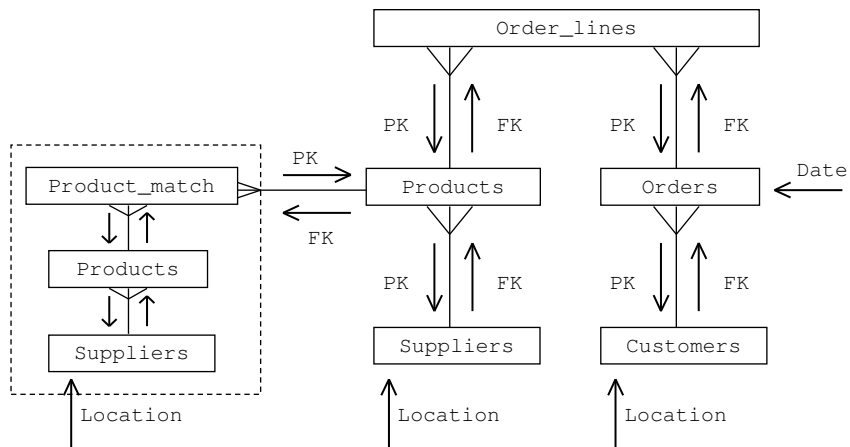 Order_lines
PK
FK
PK
FK
PK
Product_match
Products
Orders
Date
FK
Products
PK
FK
PK
FK
Suppliers
Suppliers
Customers
Location
Location
Location